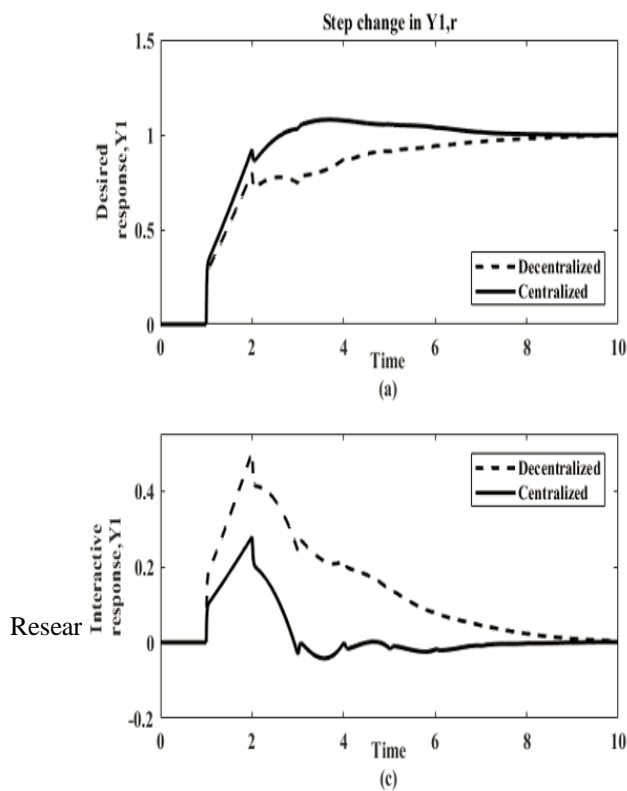 Step change in Y1,r
Desired
response,Y1
1.5
1
0.5
0
Decentralized
Centralized
0 2 4 6 8 10
Time
(a)
Resear
Interactive
response,Y1
0.4
0.2
0
-0.2
Decentralized
Centralized
0 2 4 6 8 10
Time
(c)